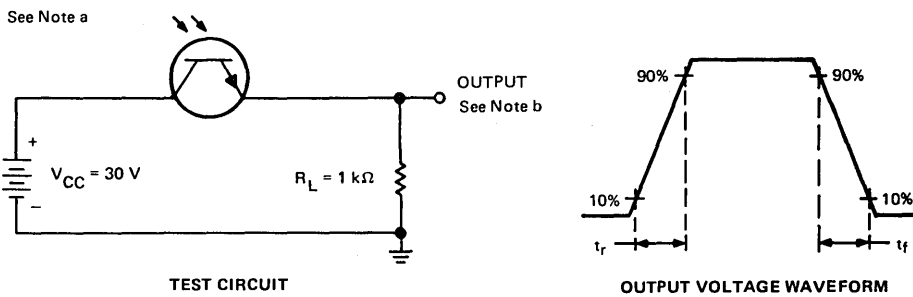 See Note a
OUTPUT
See Note b
+
V_CC = 30 V
−
R_L = 1 kΩ
TEST CIRCUIT
90%
90%
10%
10%
t_r
t_f
OUTPUT VOLTAGE WAVEFORM